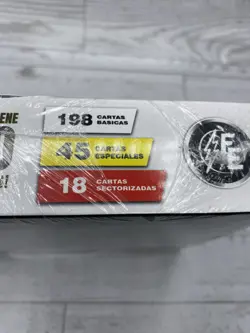 ENE
198 CARTAS BASICAS
45 CARTAS ESPECIALES
18 CARTAS SECTORIZADAS
F
E